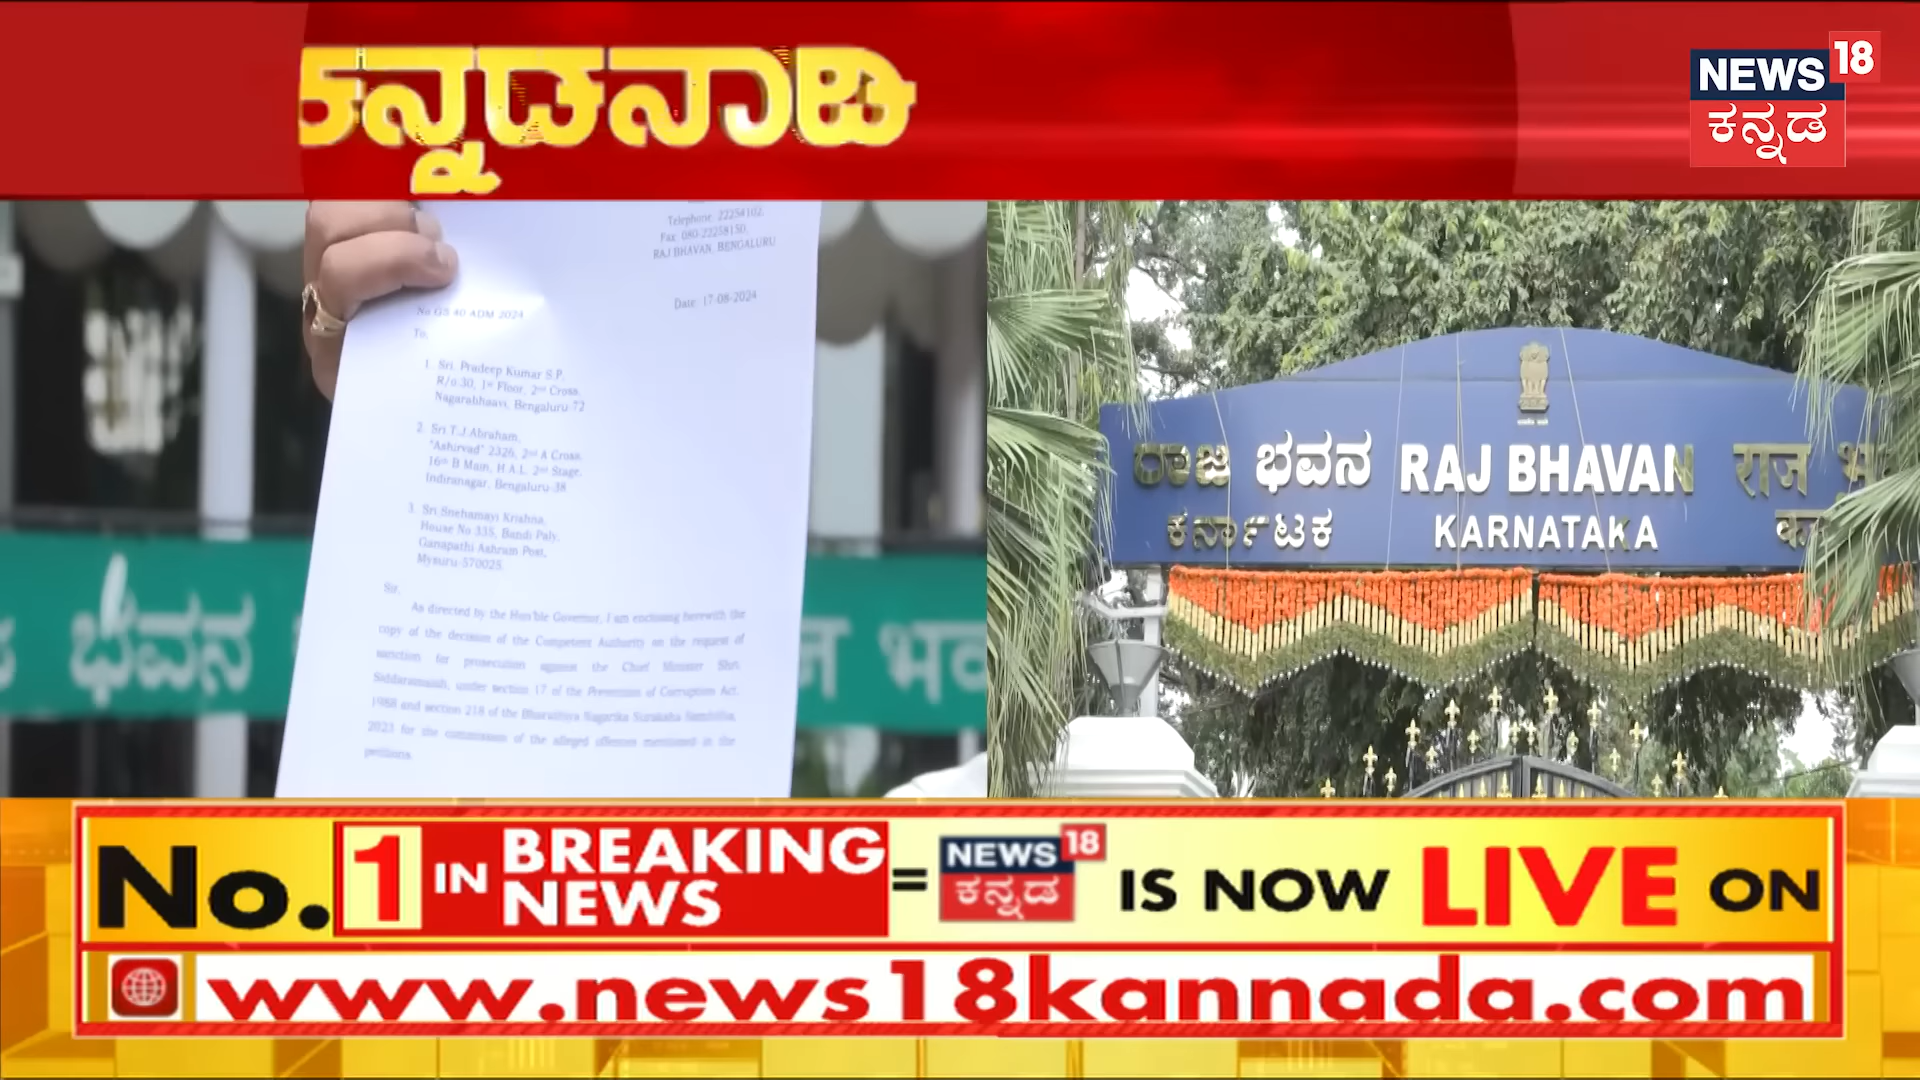 ಕನ್ನಡನಾಡಿ
NEWS 18
ಕನ್ನಡ
Telephone: 22254102,
Fax: 080-22258150,
RAJ BHAVAN, BENGALURU
Date: 17-08-2024
No GS 40 ADM 2024
To,
1. Sri. Pradeep Kumar S.P,
R/o.30, 1st Floor, 2nd Cross,
Nagarabhaavi, Bengaluru-72
2. Sri T.J.Abraham,
"Aashirvad" 2326, 2nd A Cross,
16th B Main, H.A.L. 2nd Stage,
Indiranagar, Bengaluru-38
3. Sri Snehamayi Krishna,
House No 335, Bandi Paly,
Ganapathi Ashram Post,
Mysuru-570025.
Sir,
As directed by the Hon'ble Governor, I am enclosing herewith the
copy of the decision of the Competent Authority on the request of
sanction for prosecution against the Chief Minister Shri.
Siddaramaiah, under section 17 of the Prevention of Corruption Act,
1988 and section 218 of the Bharatiya Nagarika Suraksha Sanhitha,
2023 for the commission of the alleged offences mentioned in the
petitions.
ಭವನ
ರಾಜ ಭವನ RAJ BHAVAN राज
ಕರ್ನಾಟಕ KARNATAKA
No.1 IN BREAKING NEWS = NEWS 18 ಕನ್ನಡ IS NOW LIVE ON
www.news18kannada.com